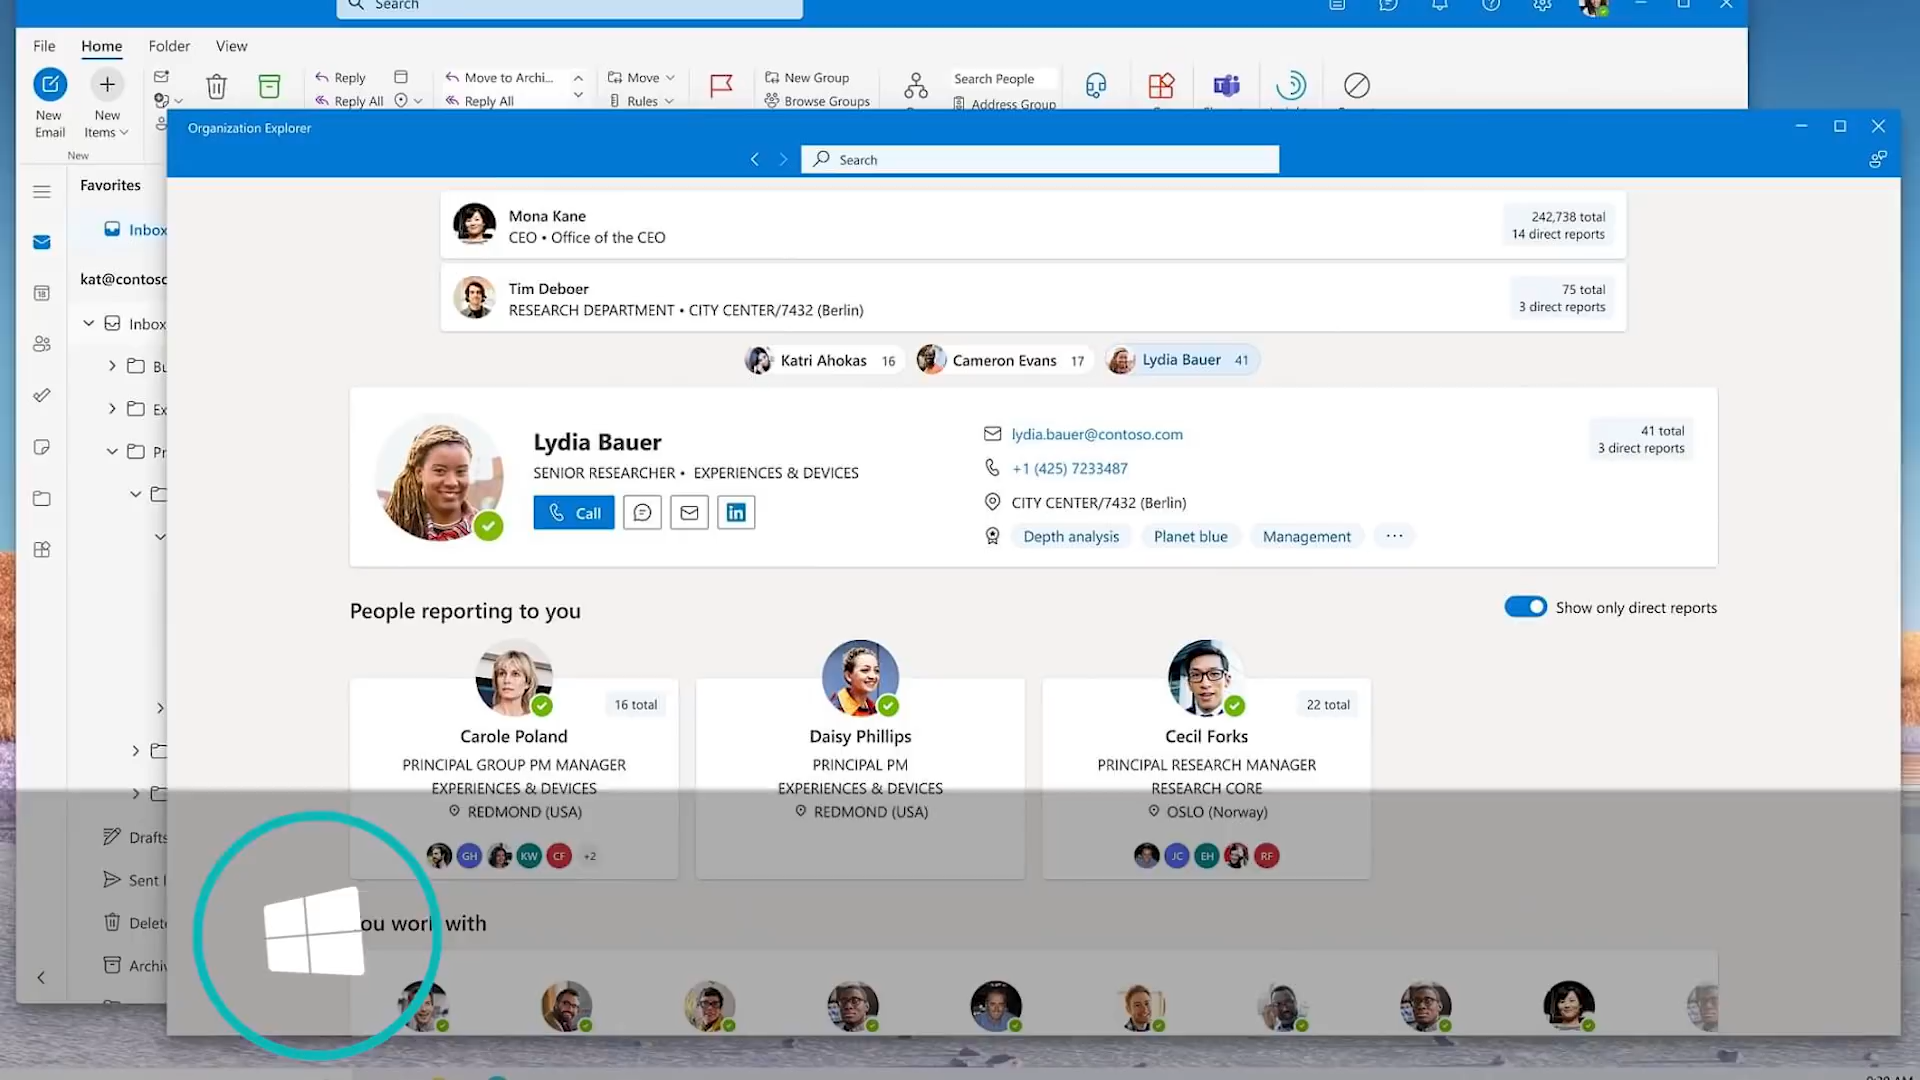 Search
File Home Folder View
Reply
Move to Archi...
Move
New Group
Search People
Reply All
Reply All
Rules
Browse Groups
Address Group
New Email
New Items
New
Organization Explorer
Search
Favorites
Inbox
kat@contoso
Inbox
Drafts
Sent
Delete
Archiv
Mona Kane
CEO • Office of the CEO
242,738 total
14 direct reports
Tim Deboer
RESEARCH DEPARTMENT • CITY CENTER/7432 (Berlin)
75 total
3 direct reports
Katri Ahokas 16
Cameron Evans 17
Lydia Bauer 41
Lydia Bauer
SENIOR RESEARCHER • EXPERIENCES & DEVICES
Call
in
lydia.bauer@contoso.com
+1 (425) 7233487
CITY CENTER/7432 (Berlin)
Depth analysis Planet blue Management ...
41 total
3 direct reports
People reporting to you
Show only direct reports
16 total
Carole Poland
PRINCIPAL GROUP PM MANAGER
EXPERIENCES & DEVICES
REDMOND (USA)
GH KW CF +2
Daisy Phillips
PRINCIPAL PM
EXPERIENCES & DEVICES
REDMOND (USA)
22 total
Cecil Forks
PRINCIPAL RESEARCH MANAGER
RESEARCH CORE
OSLO (Norway)
JC EH RF
ou work with